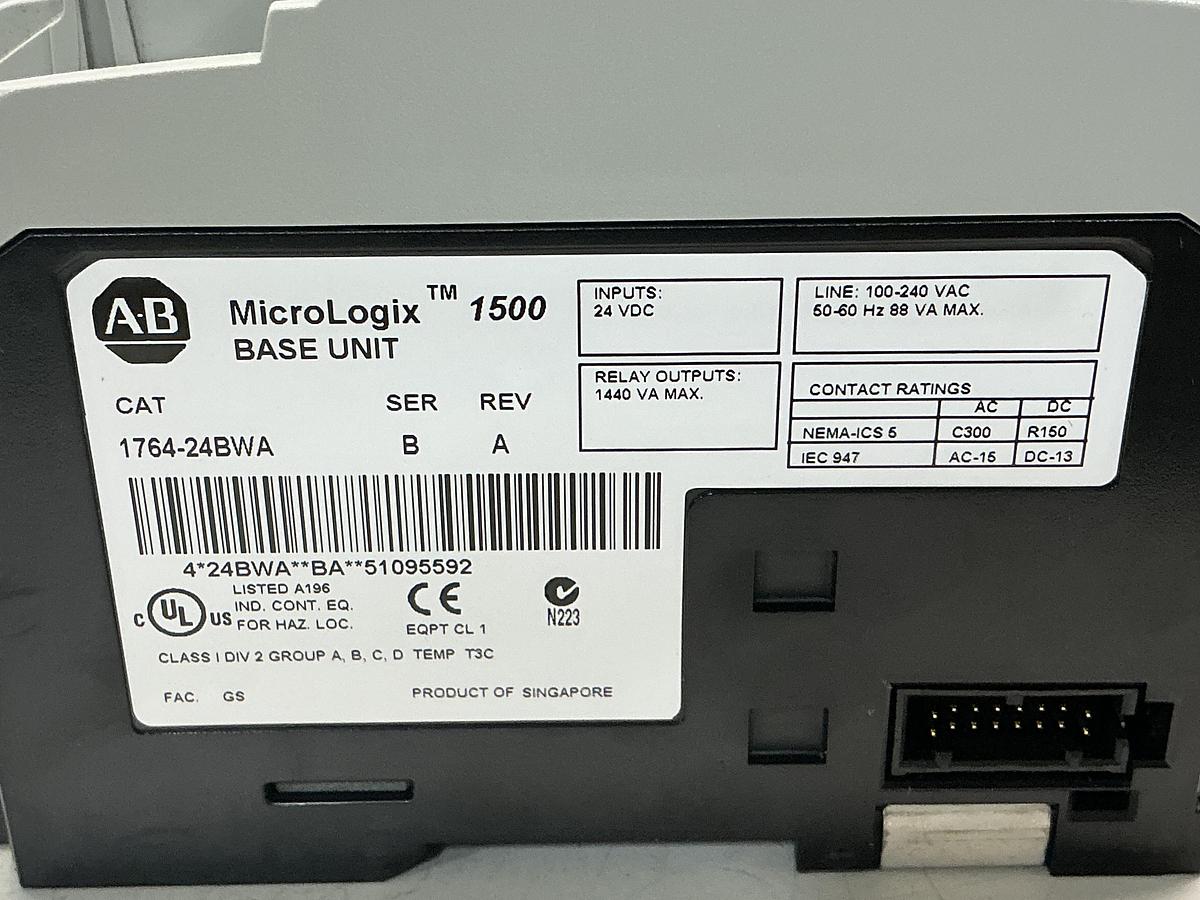 A·B
MicroLogix™ 1500
BASE UNIT
CAT SER REV
1764-24BWA B A
4*24BWA**BA**51095592
C UL US
LISTED A196
IND. CONT. EQ.
FOR HAZ. LOC.
CE
EQPT CL 1
N223
CLASS I DIV 2 GROUP A, B, C, D TEMP T3C
FAC. GS PRODUCT OF SINGAPORE
INPUTS:
24 VDC
LINE: 100-240 VAC
50-60 Hz 88 VA MAX.
RELAY OUTPUTS:
1440 VA MAX.
CONTACT RATINGS
AC DC
NEMA-ICS 5 C300 R150
IEC 947 AC-15 DC-13